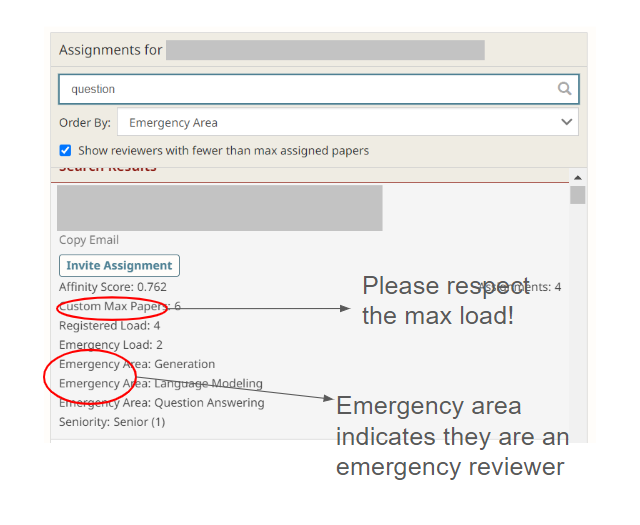 Assignments for
question
Order By: Emergency Area
Show reviewers with fewer than max assigned papers
Search Results
Copy Email
Invite Assignment
Affinity Score: 0.762 Assignments: 4
Custom Max Papers: 6
Registered Load: 4
Emergency Load: 2
Emergency Area: Generation
Emergency Area: Language Modeling
Emergency Area: Question Answering
Seniority: Senior (1)
Please respect
the max load!
Emergency area
indicates they are an
emergency reviewer